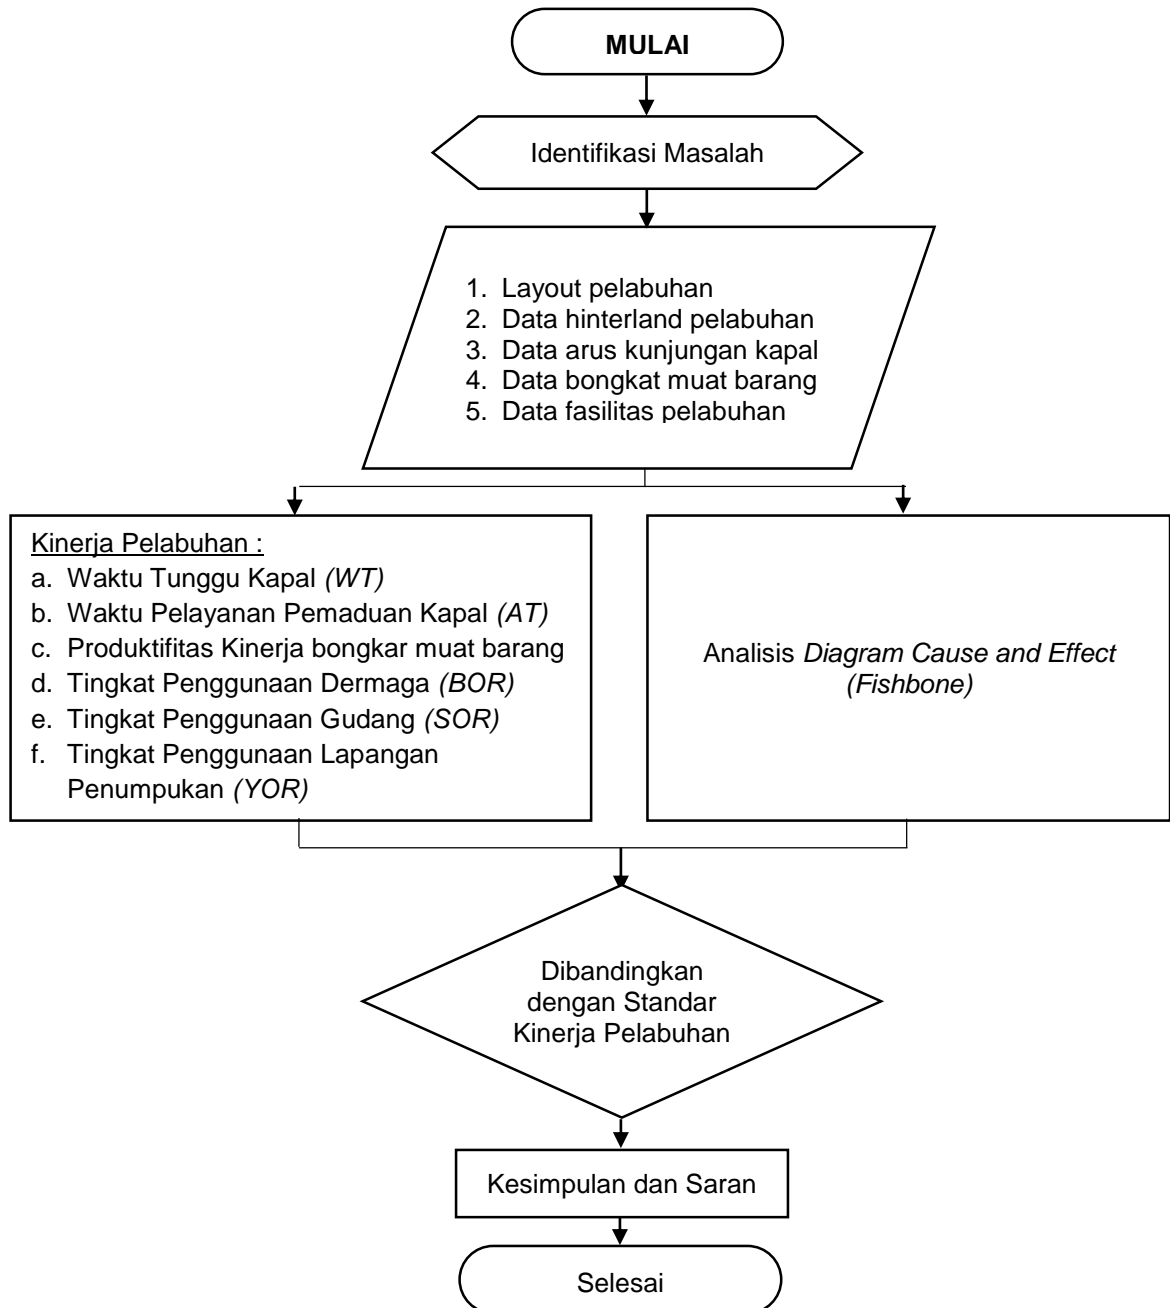 MULAI
Identifikasi Masalah
1. Layout pelabuhan
2. Data hinterland pelabuhan
3. Data arus kunjungan kapal
4. Data bongkat muat barang
5. Data fasilitas pelabuhan
Kinerja Pelabuhan :
a. Waktu Tunggu Kapal (WT)
b. Waktu Pelayanan Pemaduan Kapal (AT)
c. Produktifitas Kinerja bongkar muat barang
d. Tingkat Penggunaan Dermaga (BOR)
e. Tingkat Penggunaan Gudang (SOR)
f. Tingkat Penggunaan Lapangan
Penumpukan (YOR)
Analisis Diagram Cause and Effect
(Fishbone)
Dibandingkan
dengan Standar
Kinerja Pelabuhan
Kesimpulan dan Saran
Selesai